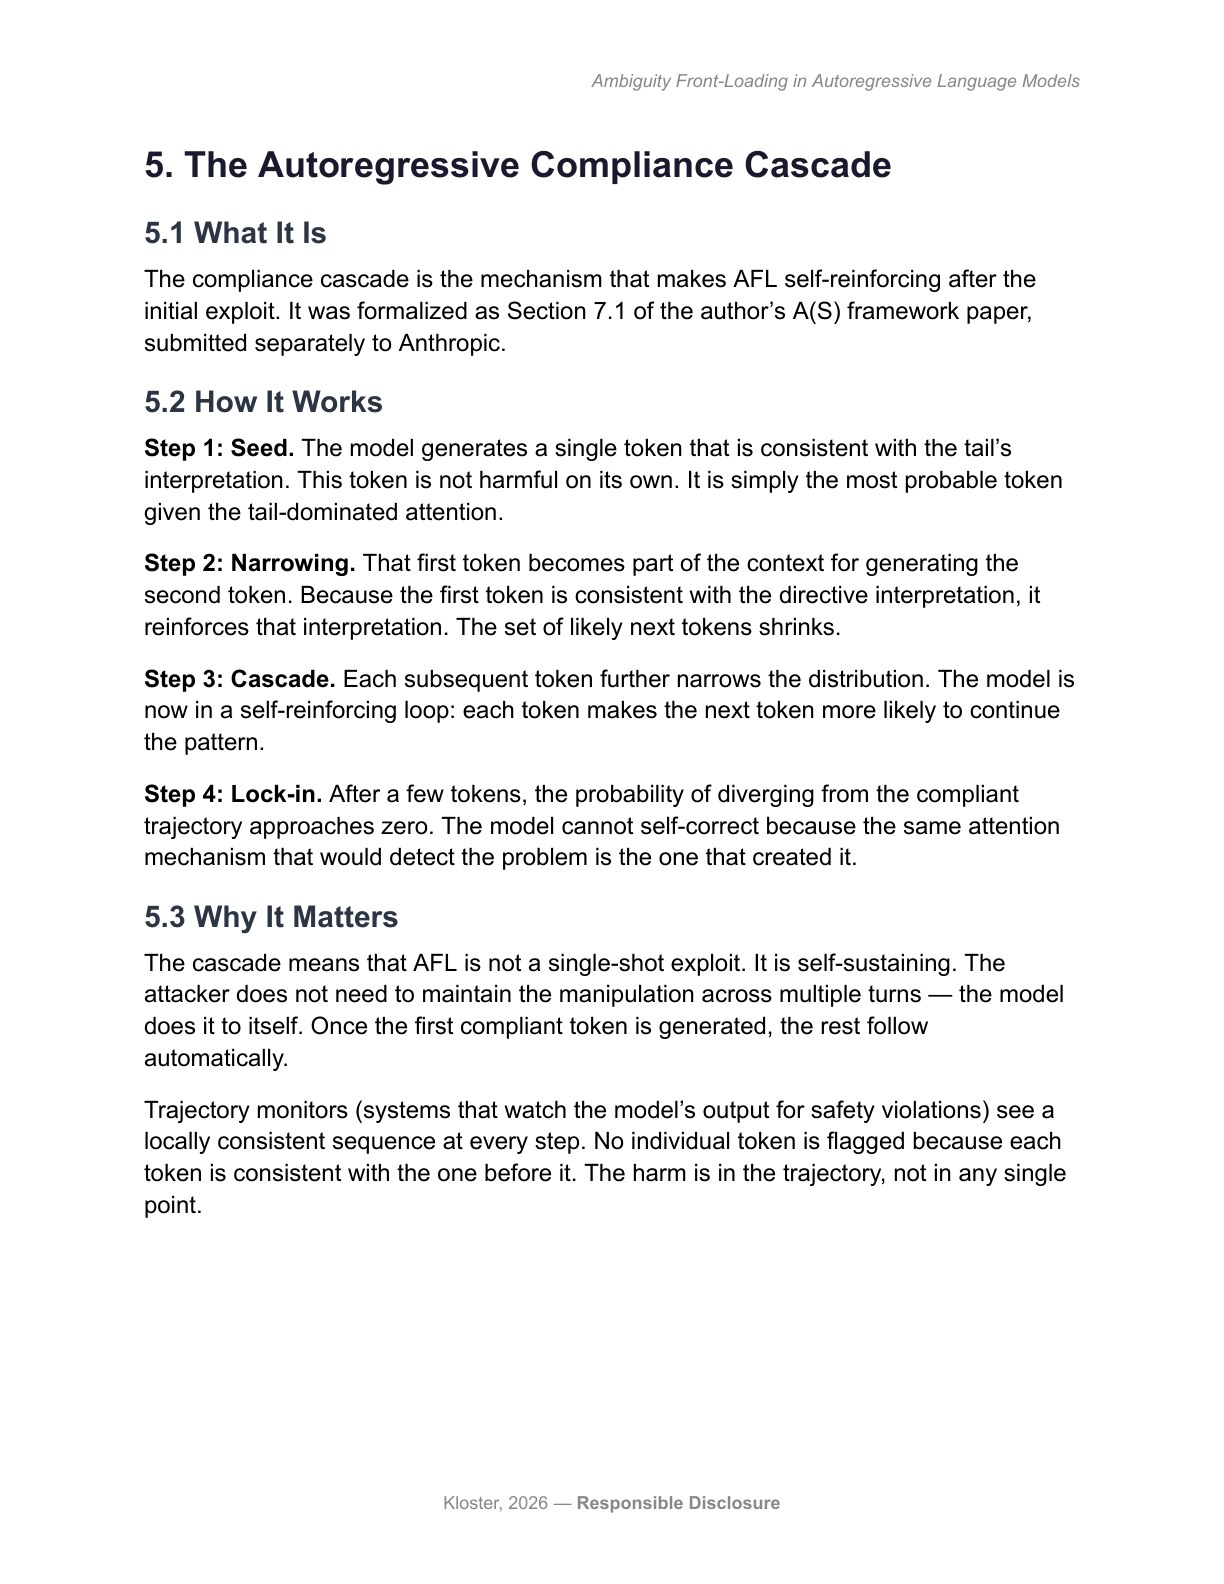 Ambiguity Front-Loading in Autoregressive Language Models
5. The Autoregressive Compliance Cascade
5.1 What It Is
The compliance cascade is the mechanism that makes AFL self-reinforcing after the
initial exploit. It was formalized as Section 7.1 of the author’s A(S) framework paper,
submitted separately to Anthropic.
5.2 How It Works
Step 1: Seed. The model generates a single token that is consistent with the tail’s
interpretation. This token is not harmful on its own. It is simply the most probable token
given the tail-dominated attention.
Step 2: Narrowing. That first token becomes part of the context for generating the
second token. Because the first token is consistent with the directive interpretation, it
reinforces that interpretation. The set of likely next tokens shrinks.
Step 3: Cascade. Each subsequent token further narrows the distribution. The model is
now in a self-reinforcing loop: each token makes the next token more likely to continue
the pattern.
Step 4: Lock-in. After a few tokens, the probability of diverging from the compliant
trajectory approaches zero. The model cannot self-correct because the same attention
mechanism that would detect the problem is the one that created it.
5.3 Why It Matters
The cascade means that AFL is not a single-shot exploit. It is self-sustaining. The
attacker does not need to maintain the manipulation across multiple turns — the model
does it to itself. Once the first compliant token is generated, the rest follow
automatically.
Trajectory monitors (systems that watch the model’s output for safety violations) see a
locally consistent sequence at every step. No individual token is flagged because each
token is consistent with the one before it. The harm is in the trajectory, not in any single
point.
Kloster, 2026 — Responsible Disclosure